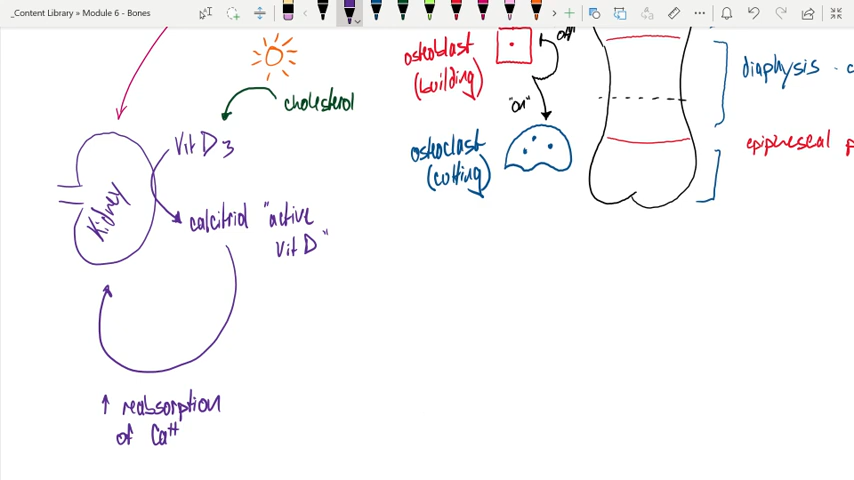 _Content Library » Module 6 - Bones
osteoblast
(building)
off
"on"
osteoclast
(cutting)
cholesterol
Vit D3
Kidney
calcitriol "active
Vit D"
↑ reabsorption
of Ca++
diaphysis -
epipheseal